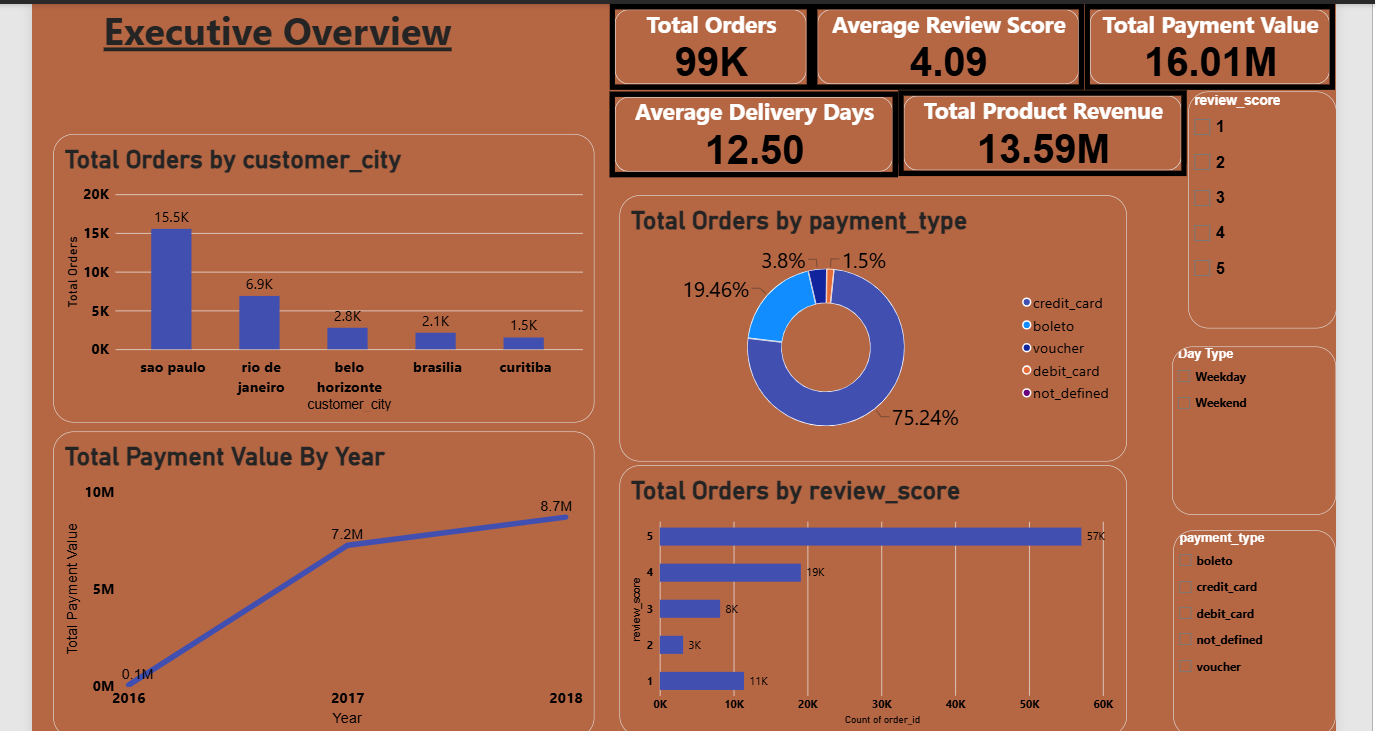 Executive Overview
Total Orders
99K
Average Review Score
4.09
Total Payment Value
16.01M
Average Delivery Days
12.50
Total Product Revenue
13.59M
Total Orders by customer_city
20K
15K
10K
5K
0K
Total Orders
15.5K
6.9K
2.8K
2.1K
1.5K
sao paulo
rio de
janeiro
belo
horizonte
brasilia
curitiba
customer_city
Total Orders by payment_type
3.8%
1.5%
19.46%
75.24%
credit_card
boleto
voucher
debit_card
not_defined
review_score
1
2
3
4
5
Day Type
Weekday
Weekend
payment_type
boleto
credit_card
debit_card
not_defined
voucher
Total Payment Value By Year
10M
5M
0M
Total Payment Value
0.1M
7.2M
8.7M
2016
2017
2018
Year
Total Orders by review_score
review_score
5
57K
4
19K
3
8K
2
3K
1
11K
0K
10K
20K
30K
40K
50K
60K
Count of order_id